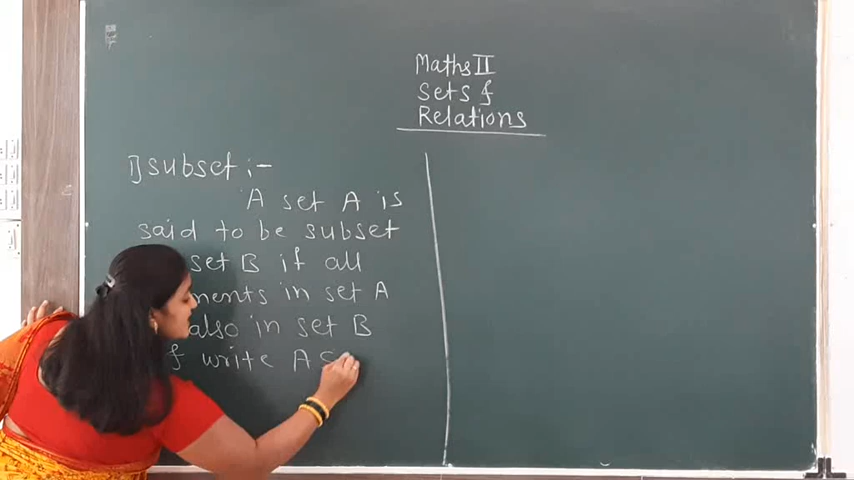 Maths II
Sets &
Relations
1] subset :-
A set A is
said to be subset
set B if all
ments in set A
also in set B
& write A ⊂